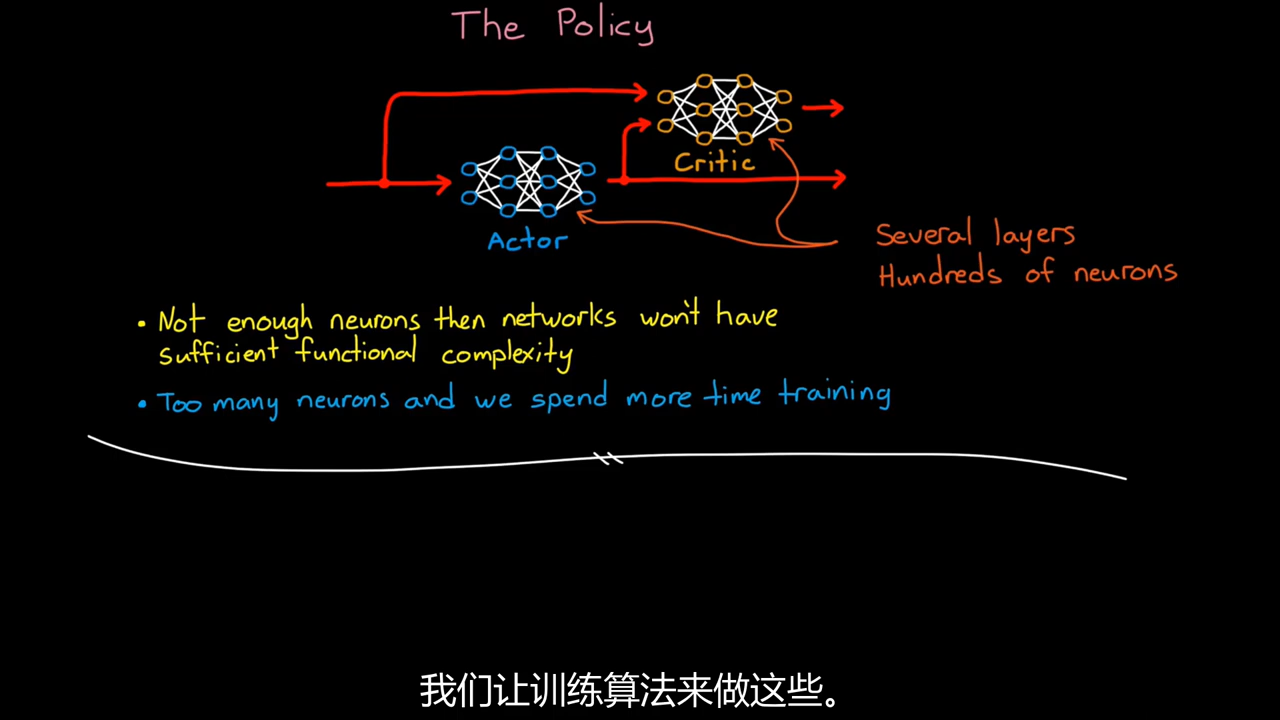 The Policy
Critic
Actor
Several layers
Hundreds of neurons
• Not enough neurons then networks won't have
sufficient functional complexity
• Too many neurons and we spend more time training
我们让训练算法来做这些。